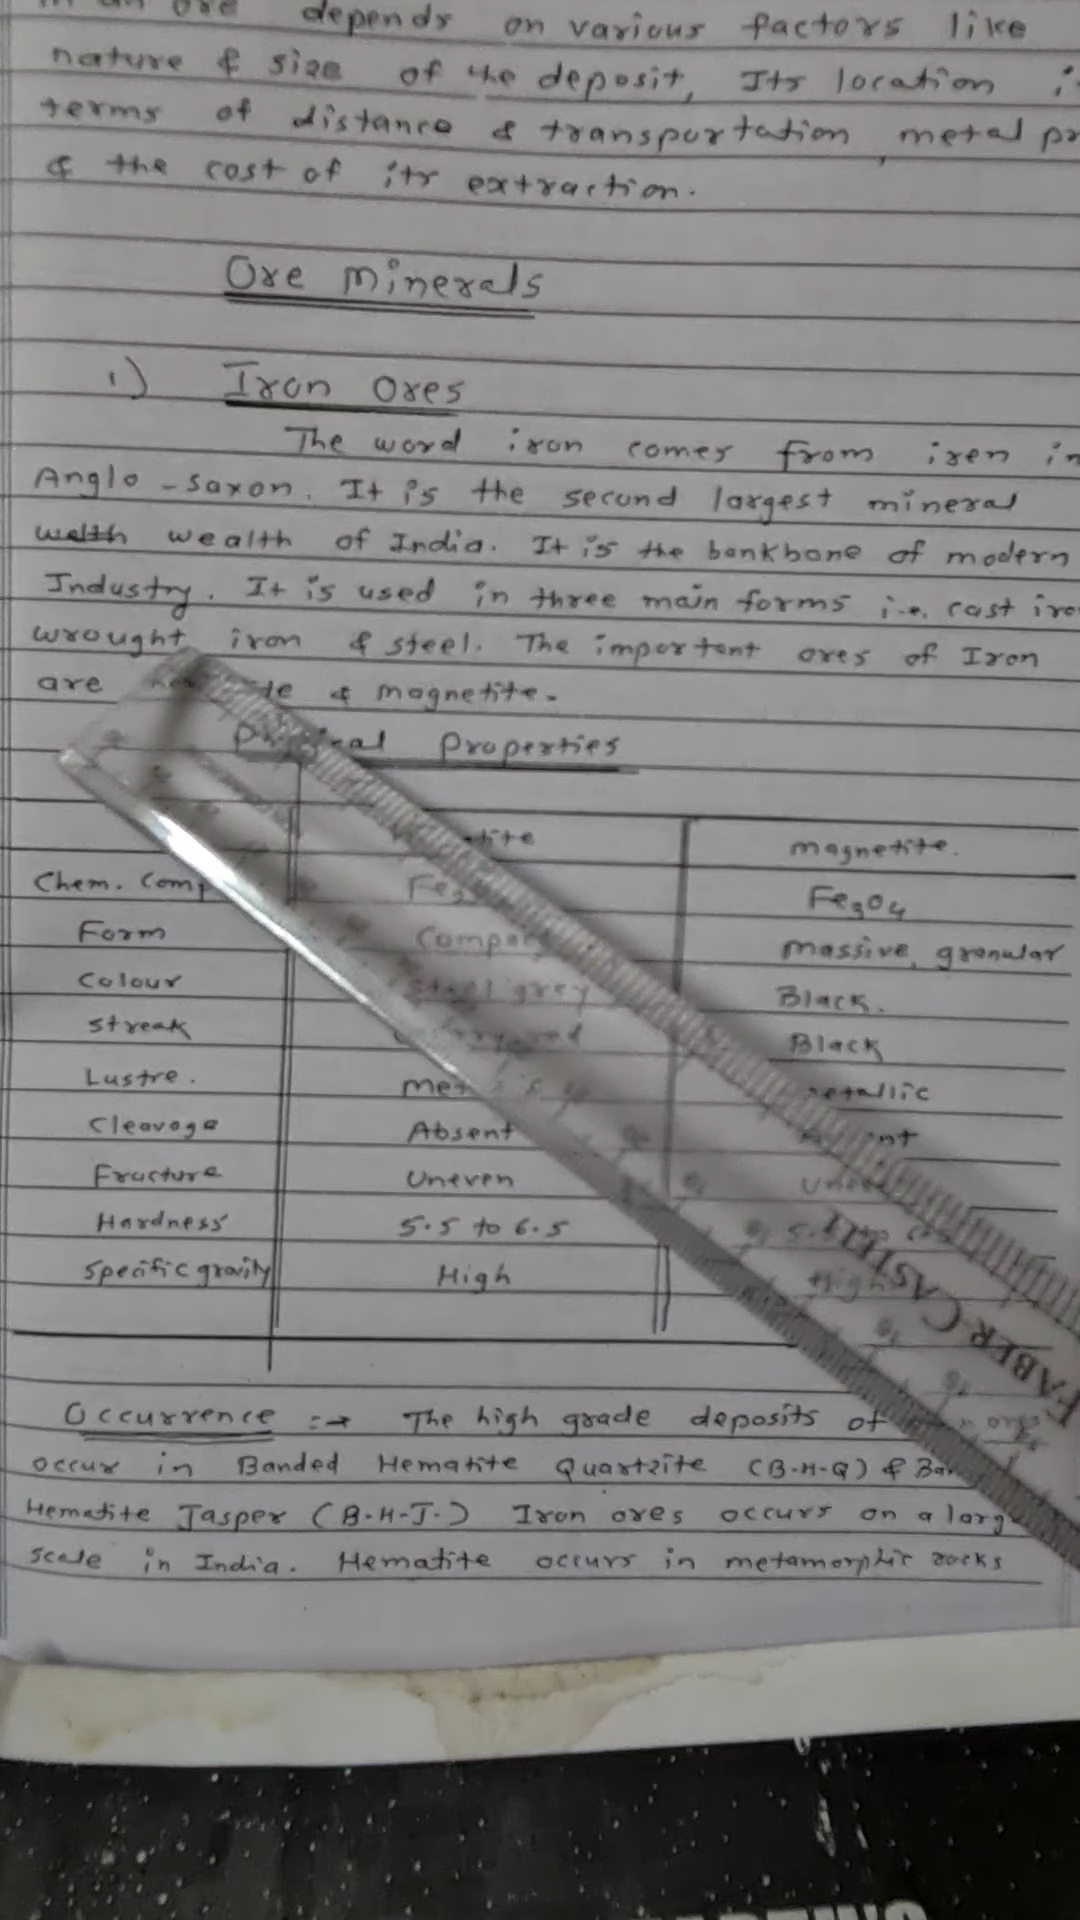 depends on various factors like
nature & size of the deposit, Its location
terms of distance & transportation, metal
& the cost of its extraction.
Ore Minerals
1) Iron Ores
The word iron comes from iren in
Anglo-saxon. It is the second largest mineral
wealth of India. It is the bankbone of modern
Industry. It is used in three main forms i.e. cast
wrought iron & steel. The important ores of Iron
are & magnetite.
Properties
magnetite.
Chem. Fe3O4
Form massive, granular
Colour steel grey Black.
Streak Black
Lustre.
Cleavage Absent
Fracture Uneven
Hardness 5.5 to 6.5
Specific gravity High High
Occurrence :→ The high grade deposits of
occur in Banded Hematite Quartzite (B-H-Q) &
Hematite Jasper (B-H-J.) Iron ores occurs on a
scale in India. Hematite occurs in metamorphic rocks
FABER-CASTELL